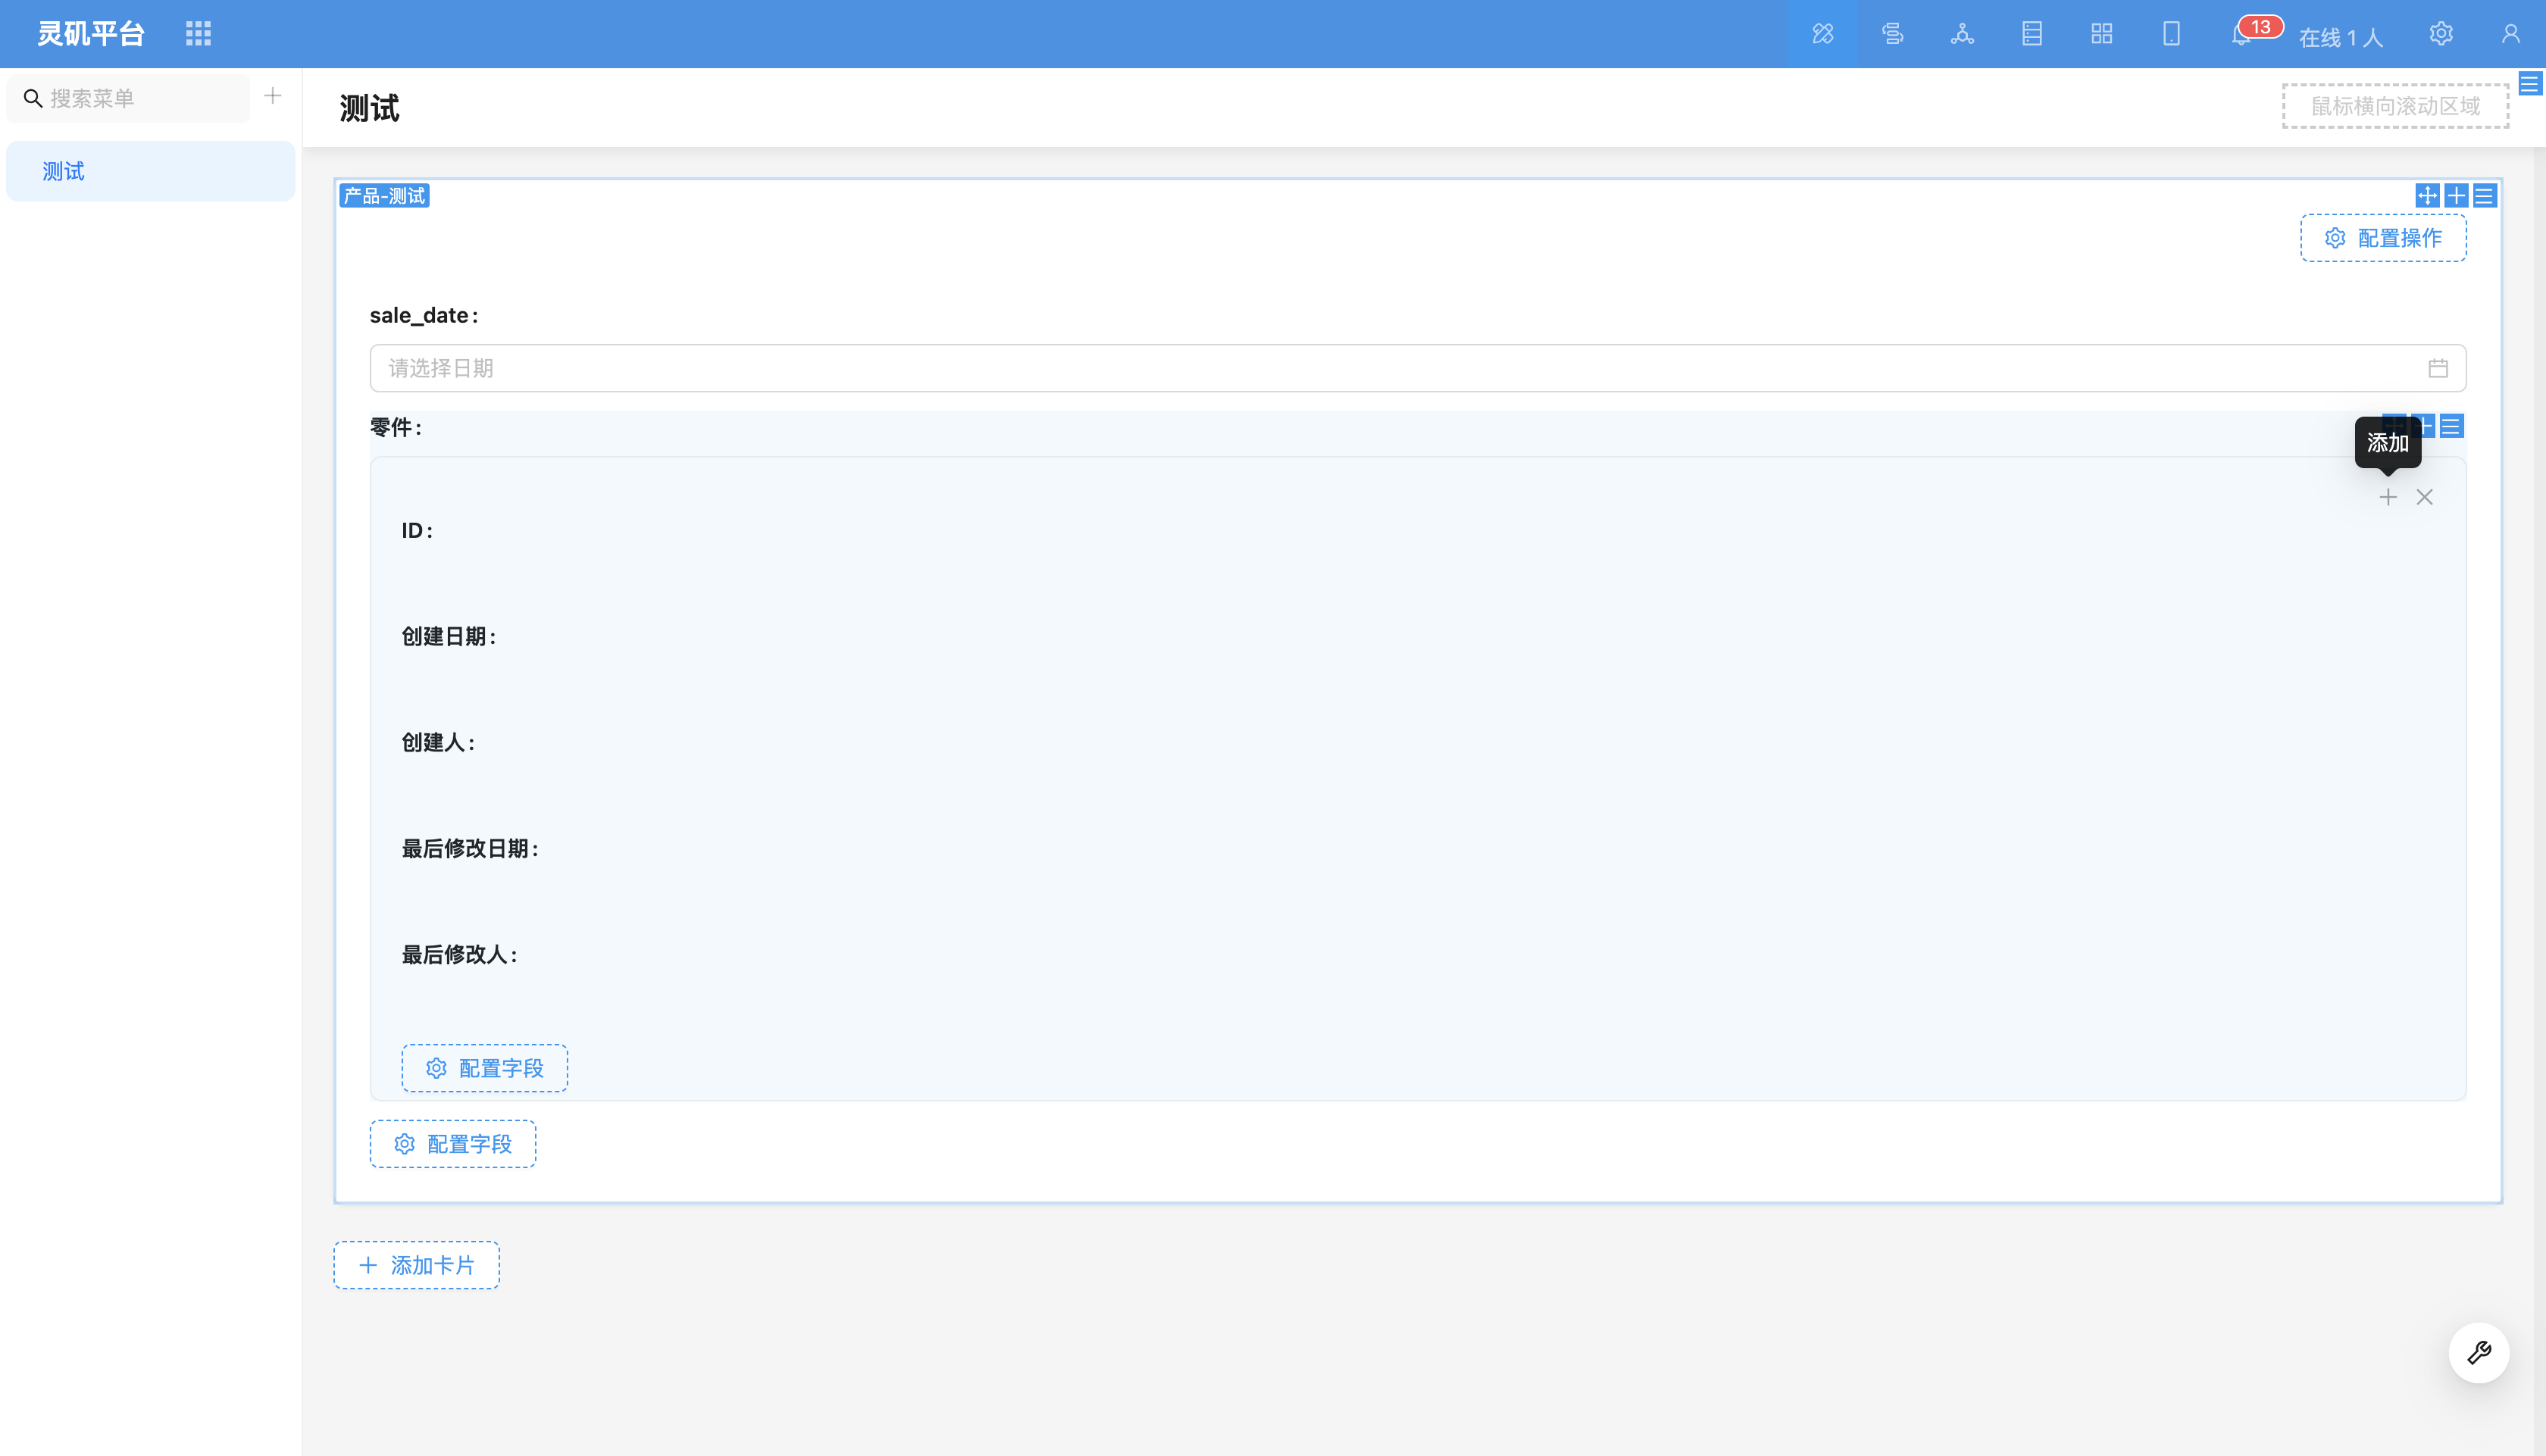 灵矶平台
13
在线 1 人
搜索菜单
测试
测试
鼠标横向滚动区域
产品-测试
配置操作
sale_date :
请选择日期
零件 :
添加
ID :
创建日期 :
创建人 :
最后修改日期 :
最后修改人 :
配置字段
配置字段
添加卡片